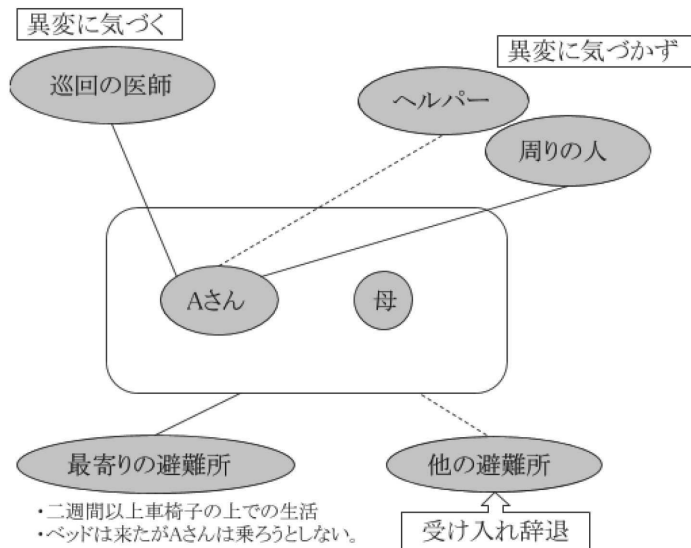 異変に気づく
巡回の医師
異変に気づかず
ヘルパー
周りの人
Aさん
母
最寄りの避難所
他の避難所
・二週間以上車椅子の上での生活
・ベッドは来たがAさんは乗ろうとしない。
受け入れ辞退